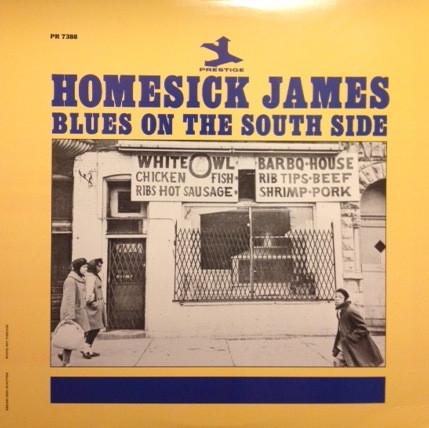 PR 7388
PRESTIGE
HOMESICK JAMES
BLUES ON THE SOUTH SIDE
WHITE OWL BARBQ-HOUSE
CHICKEN FISH RIB TIPS-BEEF
RIBS HOT SAUSAGE SHRIMP-PORK